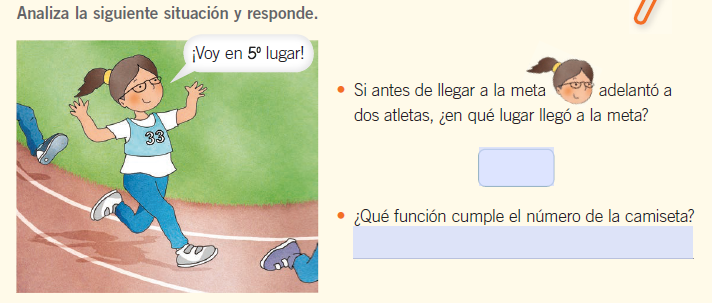 Analiza la siguiente situación y responde.
¡Voy en 5º lugar!
33
• Si antes de llegar a la meta adelantó a
dos atletas, ¿en qué lugar llegó a la meta?
• ¿Qué función cumple el número de la camiseta?